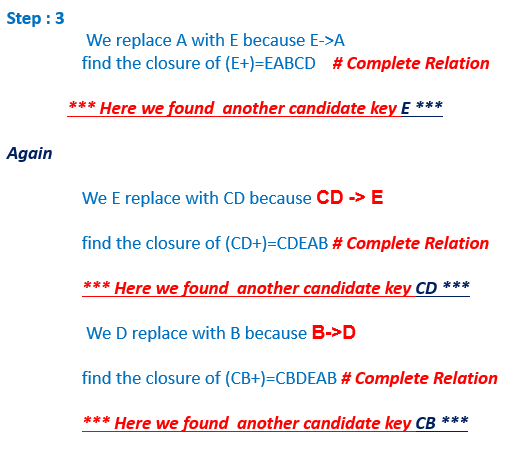 Step : 3
We replace A with E because E->A
find the closure of (E+)=EABCD # Complete Relation
*** Here we found another candidate key E ***
Again
We E replace with CD because CD -> E
find the closure of (CD+)=CDEAB # Complete Relation
*** Here we found another candidate key CD ***
We D replace with B because B->D
find the closure of (CB+)=CBDEAB # Complete Relation
*** Here we found another candidate key CB ***